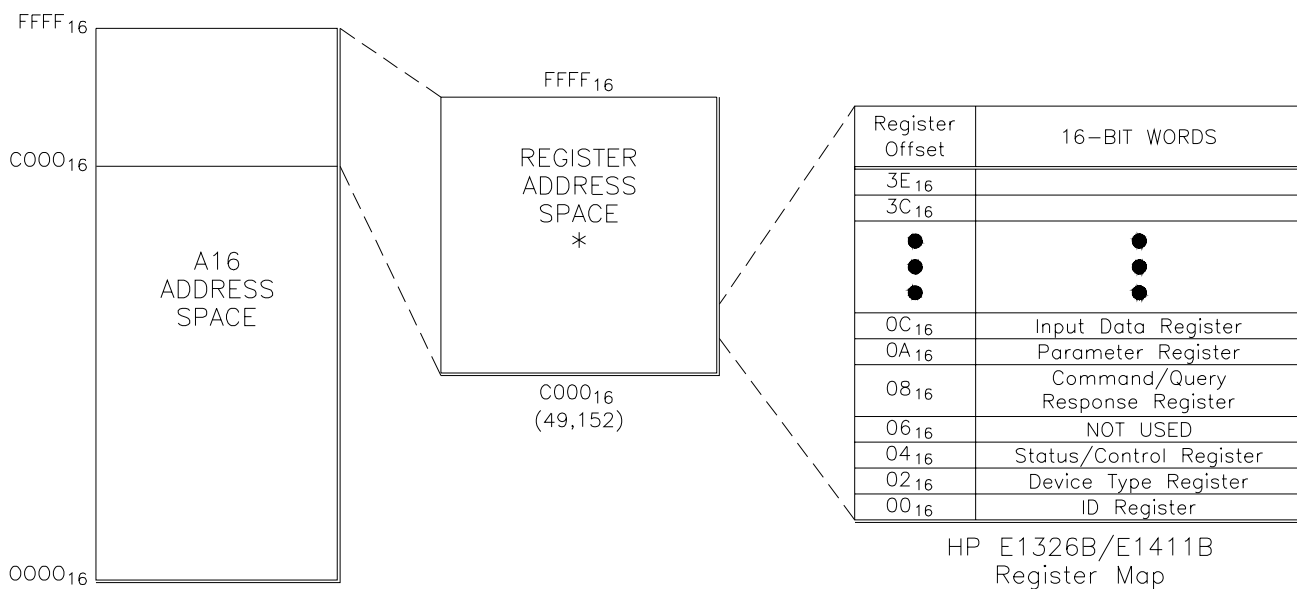 FFFF16
C00016
A16
ADDRESS
SPACE
000016
FFFF16
REGISTER
ADDRESS
SPACE
*
C00016
(49,152)
Register
Offset
16-BIT WORDS
3E16
3C16
0C16 Input Data Register
0A16 Parameter Register
0816 Command/Query
Response Register
0616 NOT USED
0416 Status/Control Register
0216 Device Type Register
0016 ID Register
HP E1326B/E1411B
Register Map